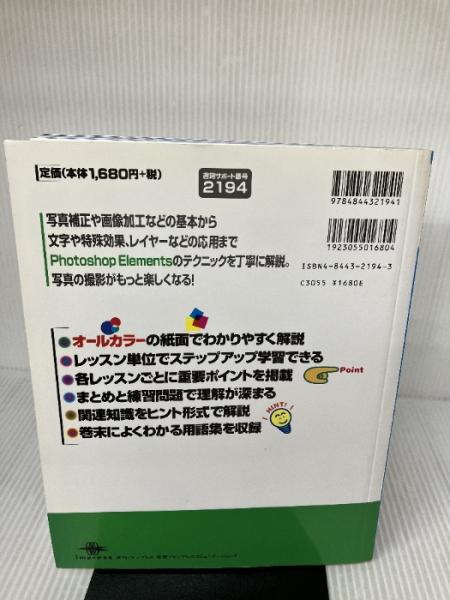 定価(本体1,680円+税)
電話サポート番号
2194
9784844321941
1923055016804
ISBN4-8443-2194-3
C3055 ¥1680E
写真補正や画像加工などの基本から
文字や特殊効果、レイヤーなどの応用まで
Photoshop Elementsのテクニックを丁寧に解説。
写真の撮影がもっと楽しくなる!
オールカラーの紙面でわかりやすく解説
レッスン単位でステップアップ学習できる
各レッスンごとに重要ポイントを掲載
Point
まとめと練習問題で理解が深まる
関連知識をヒント形式で解説
HINT!
巻末によくわかる用語集を収録
impress